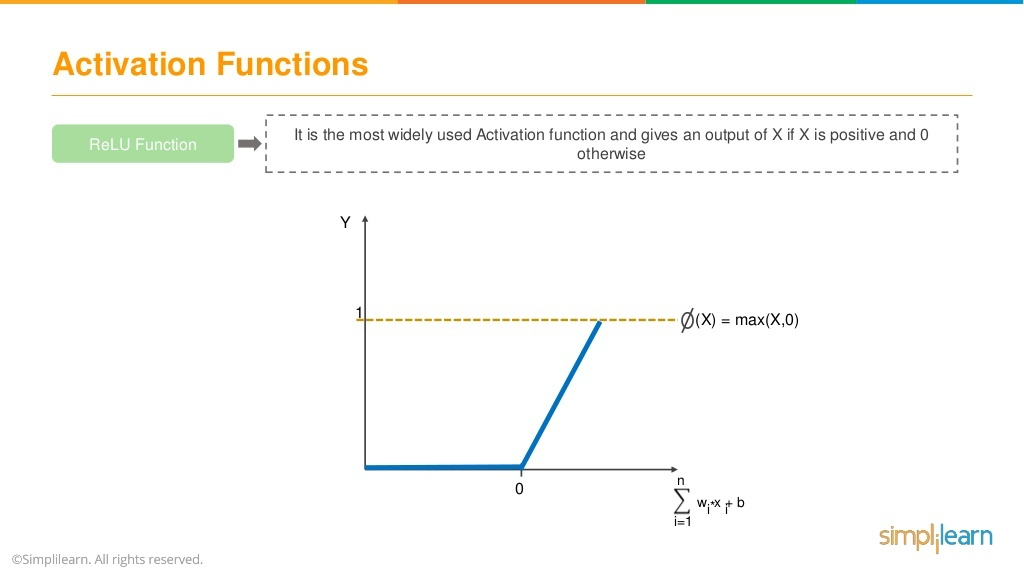 Activation Functions
ReLU Function
It is the most widely used Activation function and gives an output of X if X is positive and 0
otherwise
Y
1
∅(X) = max(X,0)
0
n
∑ wi*xi + b
i=1
simplilearn
©Simplilearn. All rights reserved.